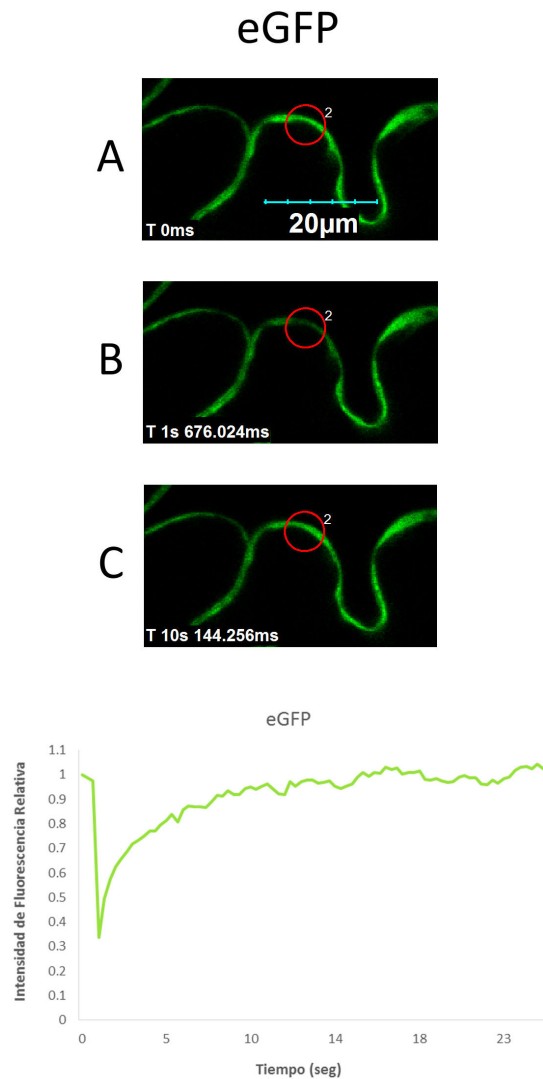 eGFP
A
2
20µm
T 0ms
B
2
T 1s 676.024ms
C
2
T 10s 144.256ms
eGFP
Intensidad de Fluorescencia Relativa
1.1
1
0.9
0.8
0.7
0.6
0.5
0.4
0.3
0.2
0.1
0
0 5 10 14 18 23
Tiempo (seg)